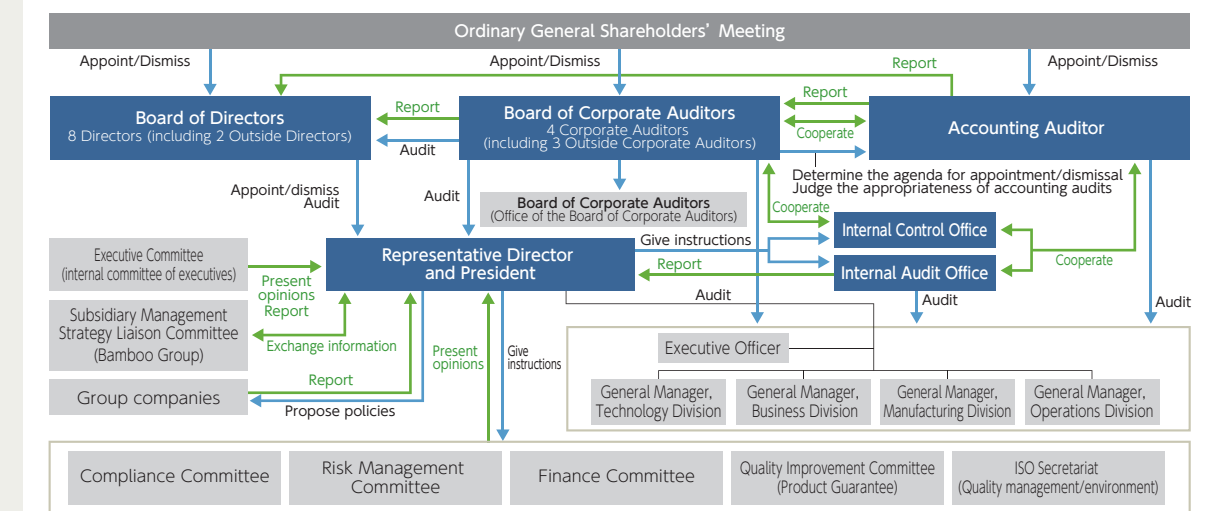 Ordinary General Shareholders' Meeting
Appoint/Dismiss
Appoint/Dismiss
Report
Appoint/Dismiss
Board of Directors
8 Directors (including 2 Outside Directors)
Report
Audit
Board of Corporate Auditors
4 Corporate Auditors
(including 3 Outside Corporate Auditors)
Report
Cooperate
Accounting Auditor
Determine the agenda for appointment/dismissal
Judge the appropriateness of accounting audits
Appoint/dismiss
Audit
Audit
Board of Corporate Auditors
(Office of the Board of Corporate Auditors)
Cooperate
Internal Control Office
Executive Committee
(internal committee of executives)
Representative Director
and President
Give instructions
Report
Internal Audit Office
Cooperate
Present
opinions
Report
Audit
Audit
Audit
Subsidiary Management
Strategy Liaison Committee
(Bamboo Group)
Exchange information
Present
opinions
Give
instructions
Executive Officer
Group companies
Report
Propose policies
General Manager,
Technology Division
General Manager,
Business Division
General Manager,
Manufacturing Division
General Manager,
Operations Division
Compliance Committee
Risk Management
Committee
Finance Committee
Quality Improvement Committee
(Product Guarantee)
ISO Secretariat
(Quality management/environment)